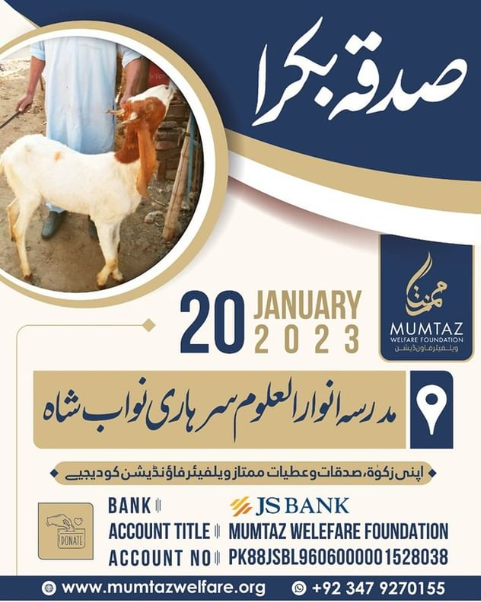 صدقہ بکرا
ممتاز
MUMTAZ
WELFARE FOUNDATION
ویلفیئر فاؤنڈیشن
20 JANUARY
2023
مدرسہ انوار العلوم سرہاری نواب شاہ
اپنی زکوٰۃ، صدقات و عطیات ممتاز ویلفیئر فاؤنڈیشن کو دیجیے
BANK JS BANK
DONATE
ACCOUNT TITLE MUMTAZ WELEFARE FOUNDATION
ACCOUNT NO PK88JSBL9606000001528038
www.mumtazwelfare.org +92 347 9270155